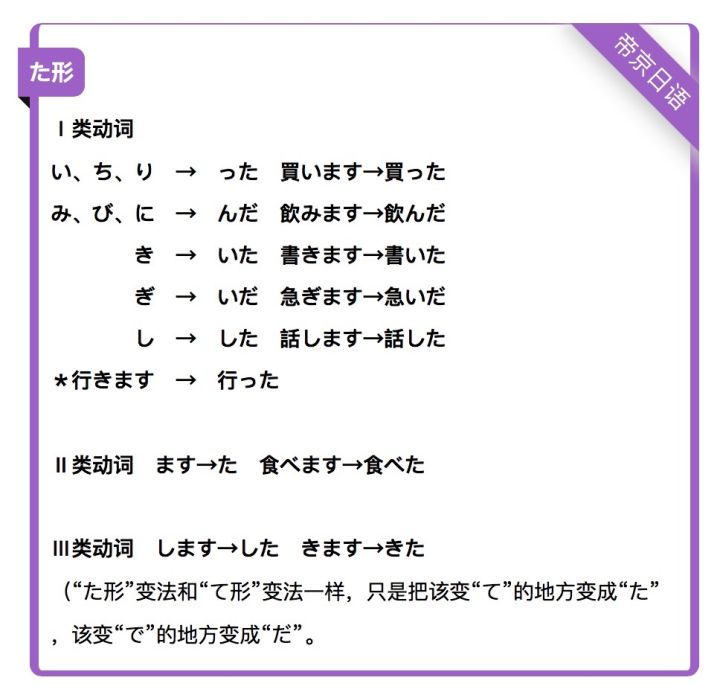 帝京日语
た形
Ⅰ类动词
い、ち、り → った 買います→買った
み、び、に → んだ 飲みます→飲んだ
き → いた 書きます→書いた
ぎ → いだ 急ぎます→急いだ
し → した 話します→話した
＊行きます → 行った
Ⅱ类动词 ます→た 食べます→食べた
Ⅲ类动词 します→した きます→きた
（“た形”变法和“て形”变法一样，只是把该变“て”的地方变成“た”
，该变“で”的地方变成“だ”。